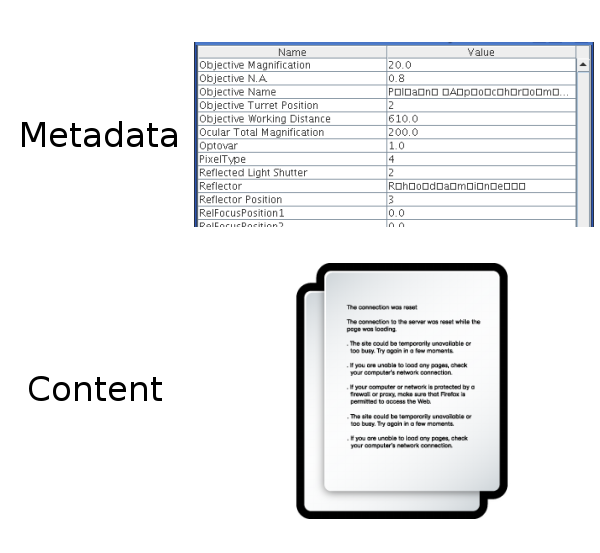 Metadata
Name Value
Objective Magnification 20.0
Objective N.A. 0.8
Objective Name P□l□a□n□ □A□p□o□c□h□r□o□m□...
Objective Turret Position 2
Objective Working Distance 610.0
Ocular Total Magnification 200.0
Optovar 1.0
PixelType 4
Reflected Light Shutter 2
Reflector R□h□o□d□a□m□i□n□e□□□
Reflector Position 3
RelFocusPosition1 0.0
RelFocusPosition2 0.0
Content
The connection was reset
The connection to the server was reset while the
page was loading.
. The site could be temporarily unavailable or
too busy. Try again in a few moments.
. If you are unable to load any pages, check
your computer's network connection.
. If your computer or network is protected by a
firewall or proxy, make sure that Firefox is
permitted to access the Web.
. The site could be temporarily unavailable or
too busy. Try again in a few moments.
. If you are unable to load any pages, check
your computer's network connection.